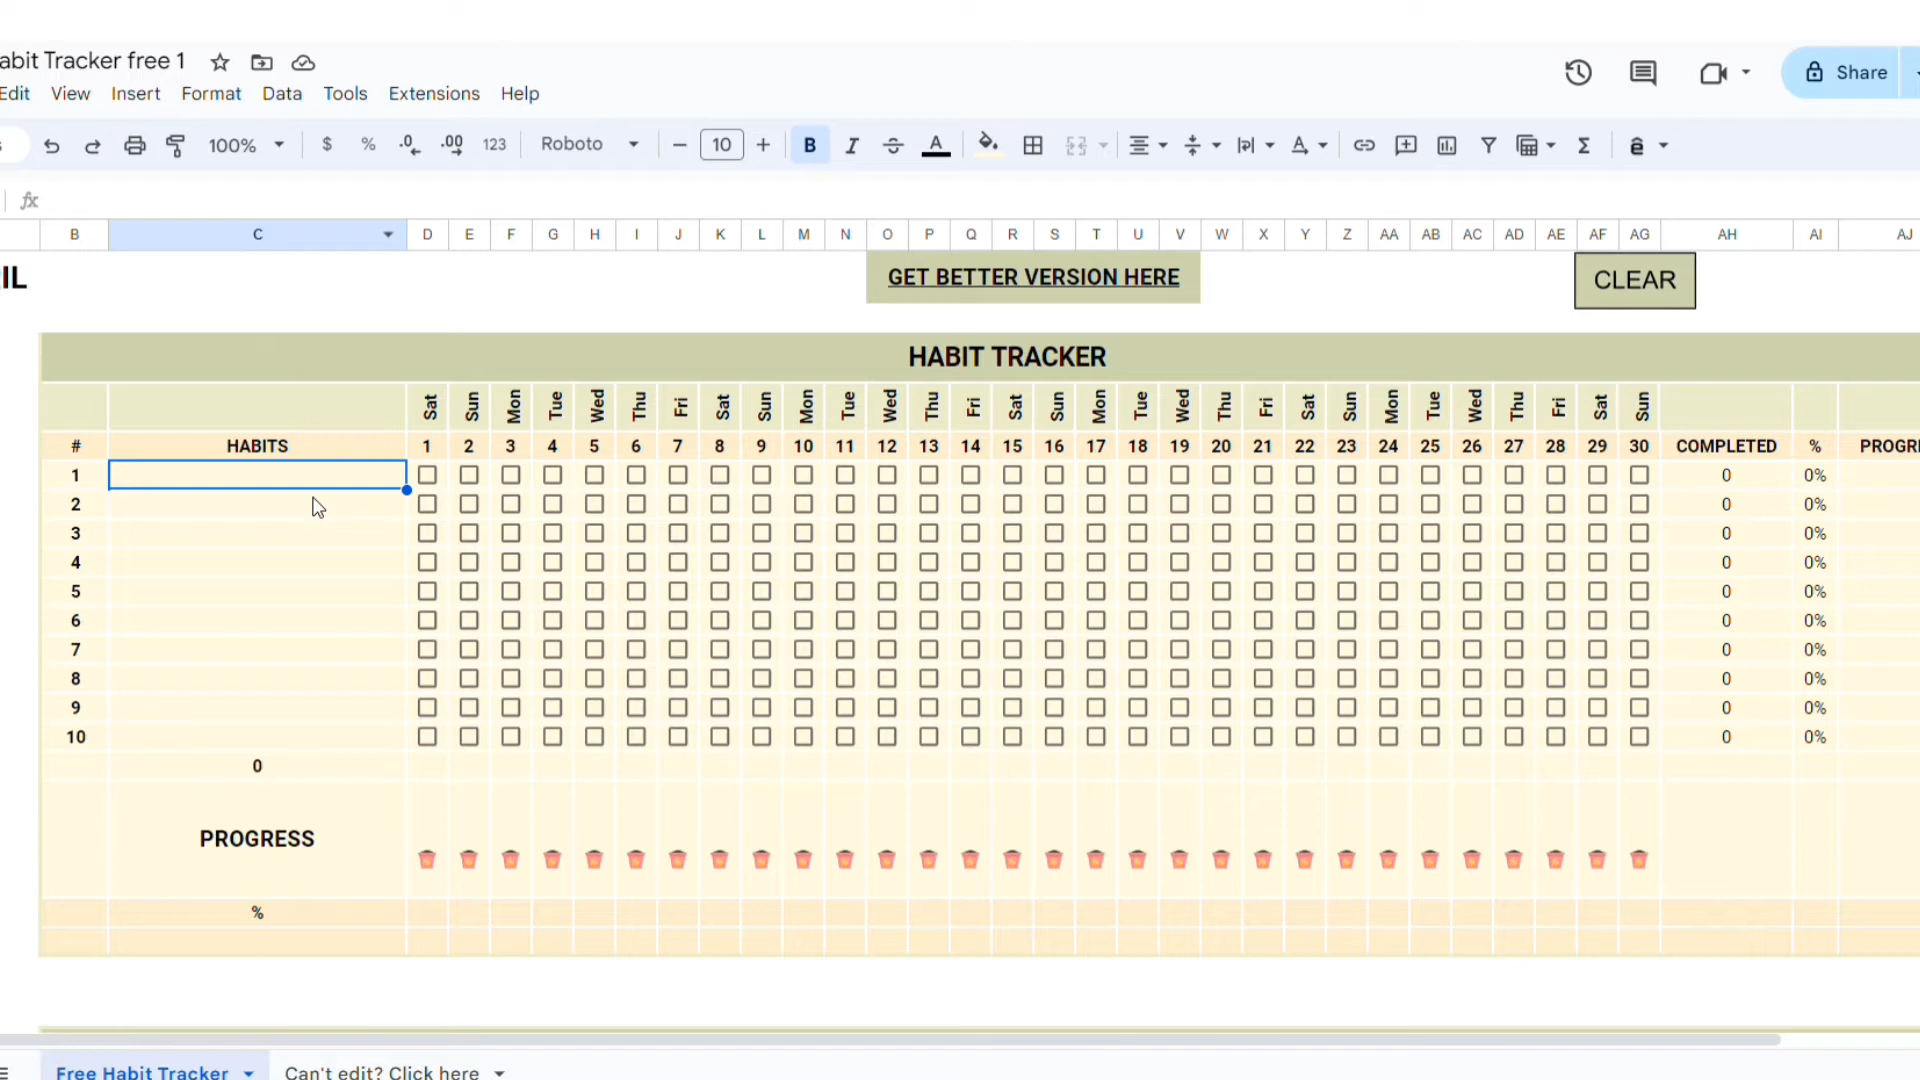 abit Tracker free 1
Share
Edit View Insert Format Data Tools Extensions Help
s 100% $ % .0 .00 123 Roboto − 10 + B I S A Σ ê
fx
B C D E F G H I J K L M N O P Q R S T U V W X Y Z AA AB AC AD AE AF AG AH AI AJ
IL GET BETTER VERSION HERE CLEAR
HABIT TRACKER
Sat Sun Mon Tue Wed Thu Fri Sat Sun Mon Tue Wed Thu Fri Sat Sun Mon Tue Wed Thu Fri Sat Sun Mon Tue Wed Thu Fri Sat Sun
# HABITS 1 2 3 4 5 6 7 8 9 10 11 12 13 14 15 16 17 18 19 20 21 22 23 24 25 26 27 28 29 30 COMPLETED % PROGRE
1 0 0%
2 0 0%
3 0 0%
4 0 0%
5 0 0%
6 0 0%
7 0 0%
8 0 0%
9 0 0%
10 0 0%
0
PROGRESS
%
Free Habit Tracker Can't edit? Click here